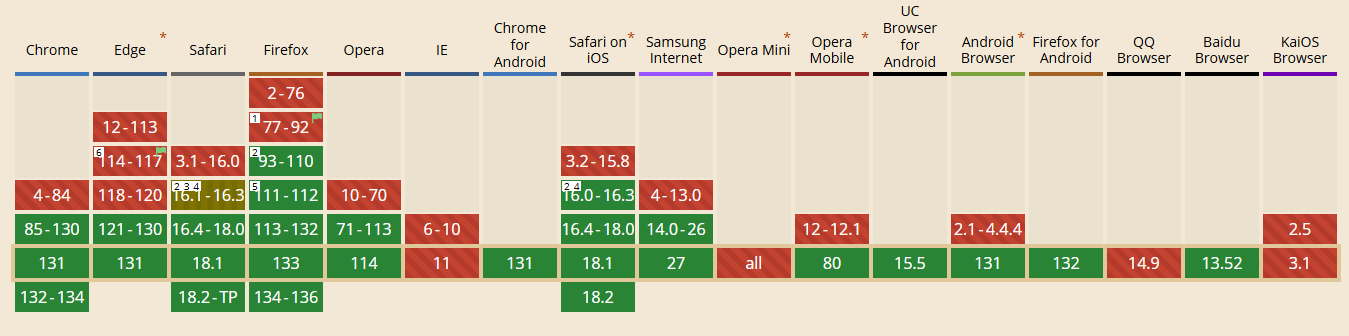 Chrome
Edge *
Safari
Firefox
Opera
IE
Chrome
for
Android
Safari on *
iOS
Samsung
Internet
Opera Mini *
Opera *
Mobile
UC
Browser
for
Android
Android *
Browser
Firefox for
Android
QQ
Browser
Baidu
Browser
KaiOS
Browser
2-76
12-113 1 77-92
6 114-117 3.1-16.0 2 93-110 3.2-15.8
4-84 2 3 4 16.1-16.3 5 111-112 10-70 2 4 16.0-16.3 4-13.0
85-130 121-130 16.4-18.0 113-132 71-113 6-10 16.4-18.0 14.0-26 12-12.1 2.1-4.4.4 2.5
118-120
131 131 18.1 133 114 11 131 18.1 27 all 80 15.5 131 132 14.9 13.52 3.1
132-134 18.2-TP 134-136 18.2